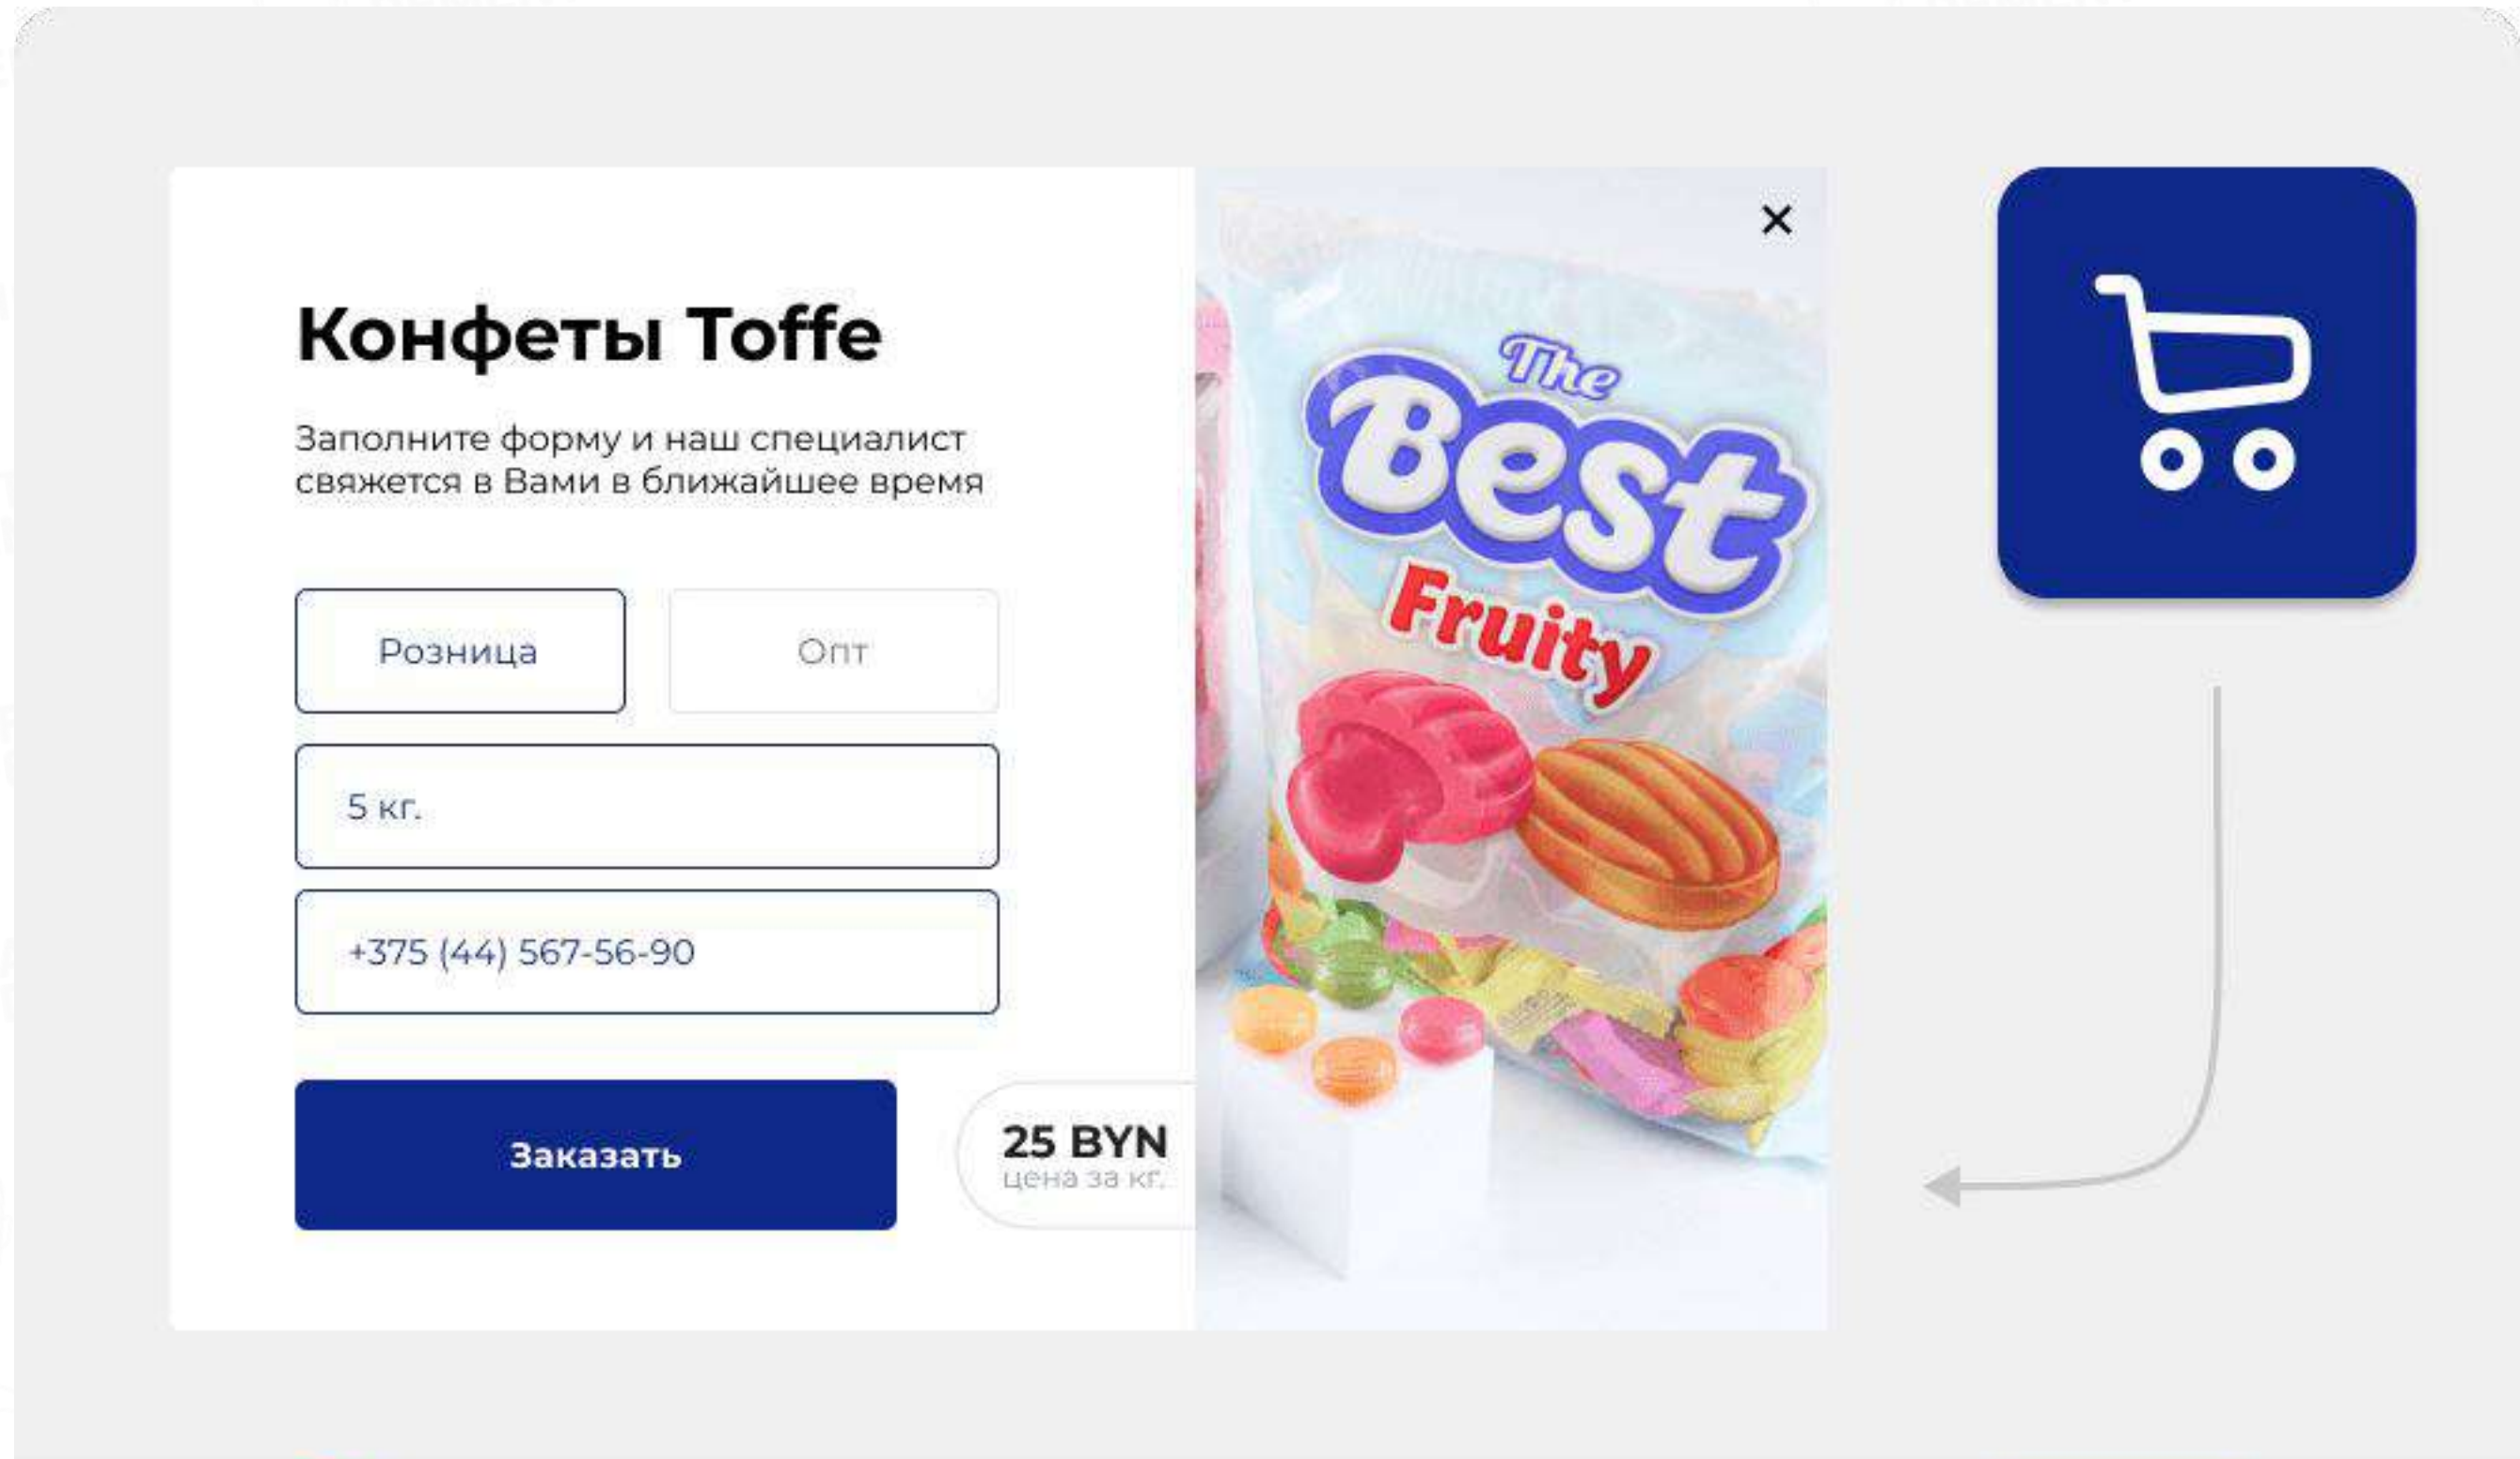 Конфеты Toffe
Заполните форму и наш специалист
свяжется в Вами в ближайшее время
Розница
Опт
5 кг.
+375 (44) 567-56-90
Заказать
25 BYN
цена за кг.
The
Best
Fruity